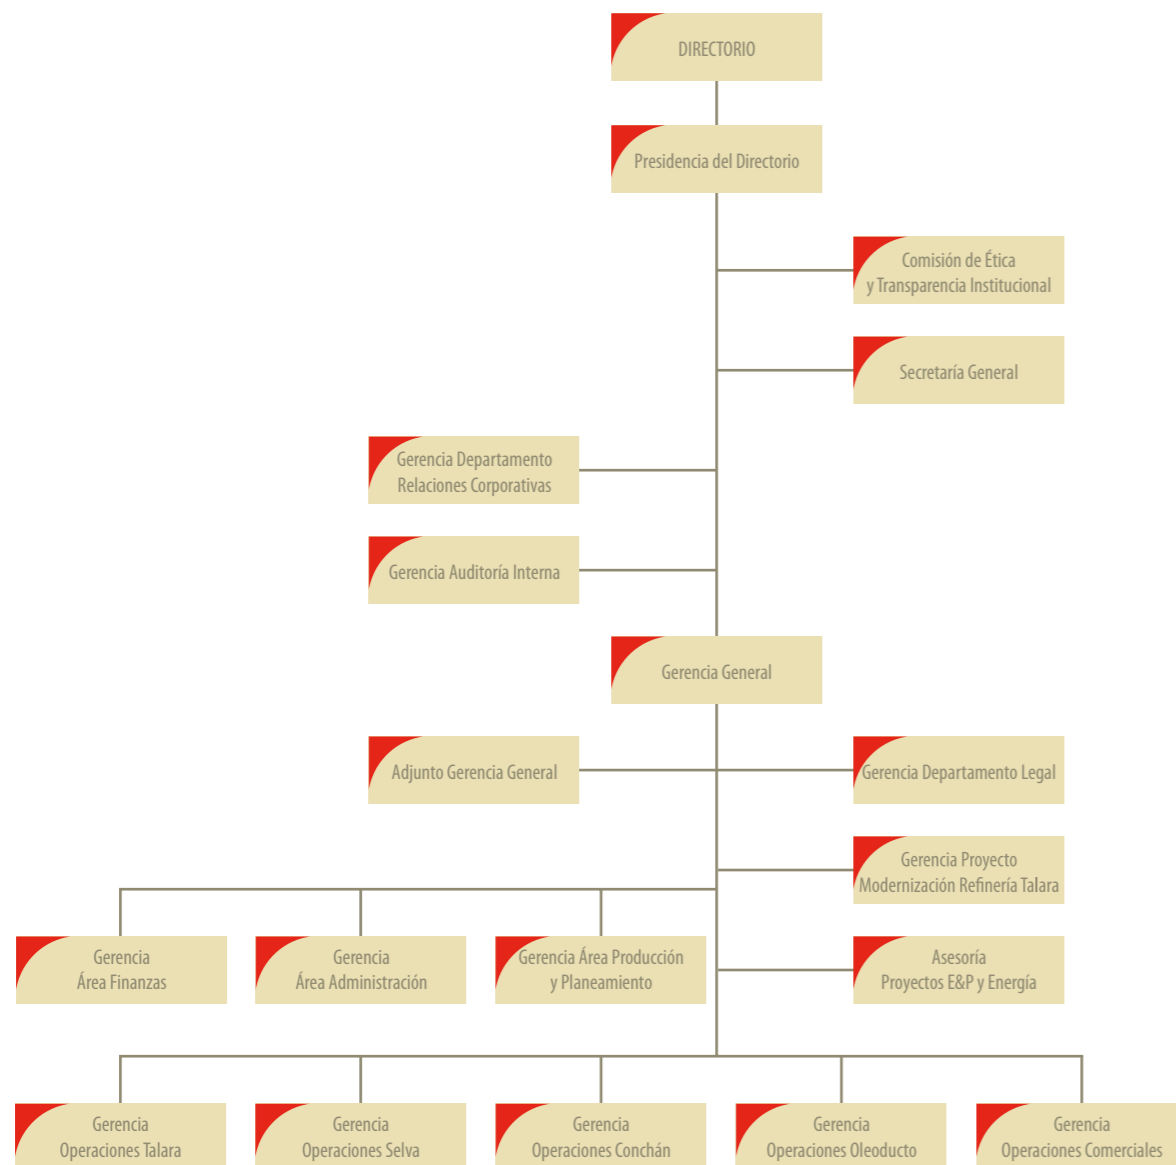 DIRECTORIO
Presidencia del Directorio
Comisión de Ética
y Transparencia Institucional
Secretaría General
Gerencia Departamento
Relaciones Corporativas
Gerencia Auditoría Interna
Gerencia General
Adjunto Gerencia General
Gerencia Departamento Legal
Gerencia Proyecto
Modernización Refinería Talara
Gerencia
Área Finanzas
Gerencia
Área Administración
Gerencia Área Producción
y Planeamiento
Asesoría
Proyectos E&P y Energía
Gerencia
Operaciones Talara
Gerencia
Operaciones Selva
Gerencia
Operaciones Conchán
Gerencia
Operaciones Oleoducto
Gerencia
Operaciones Comerciales